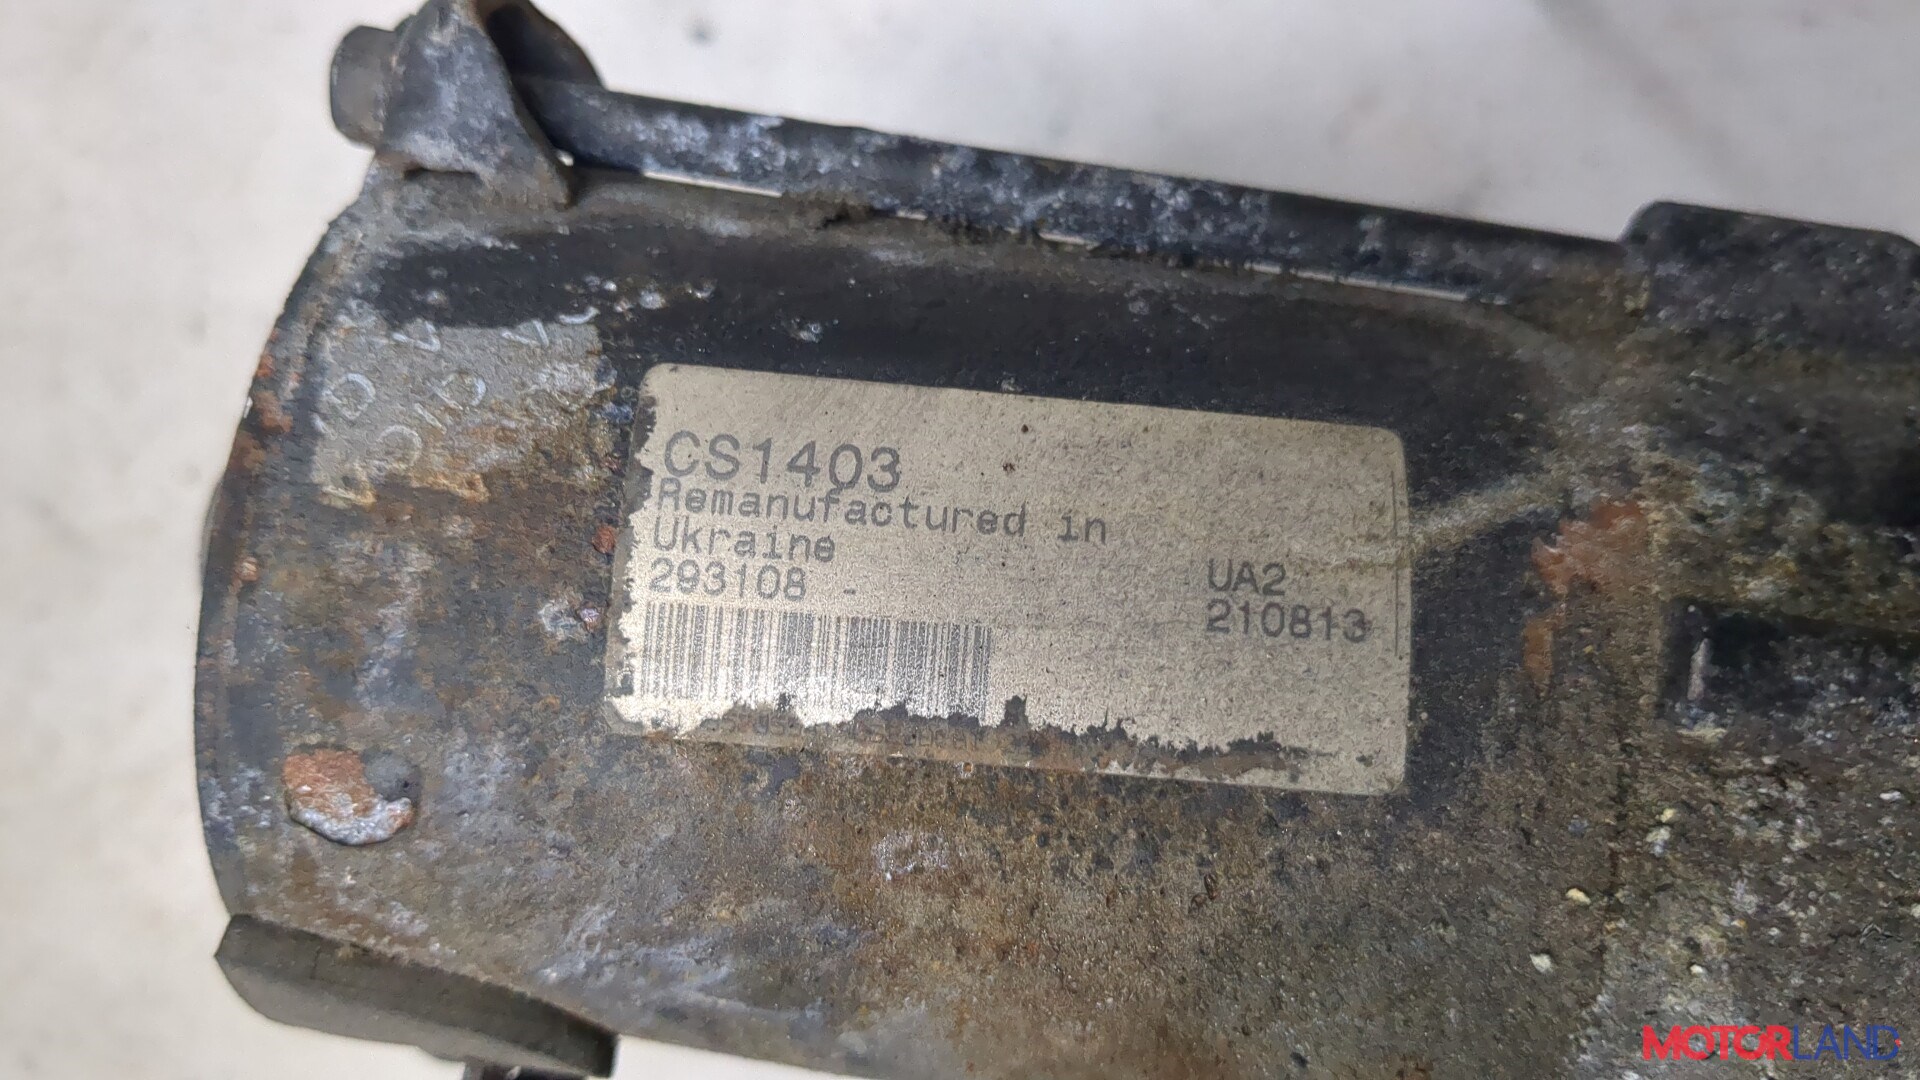 CS1403
Remanufactured in
Ukraine
293108 -
UA2
210813
MOTORLAND